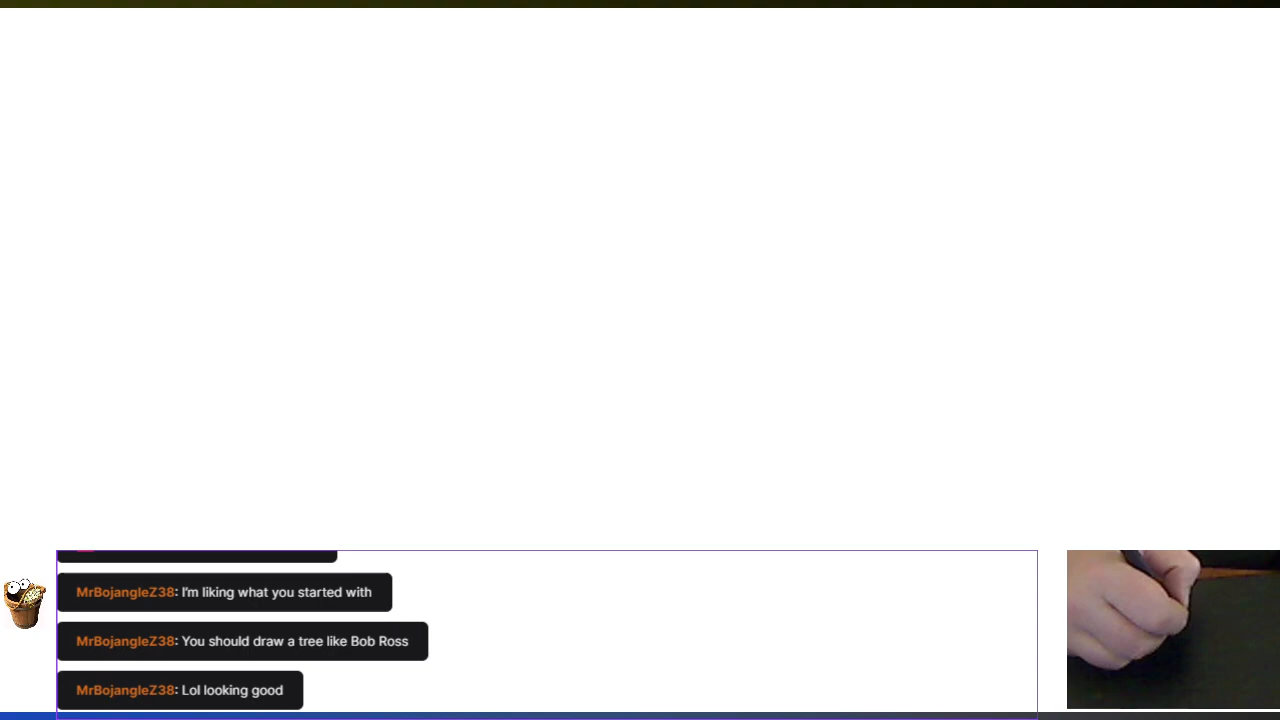 MrBojangleZ38: I'm liking what you started with
MrBojangleZ38: You should draw a tree like Bob Ross
MrBojangleZ38: Lol looking good